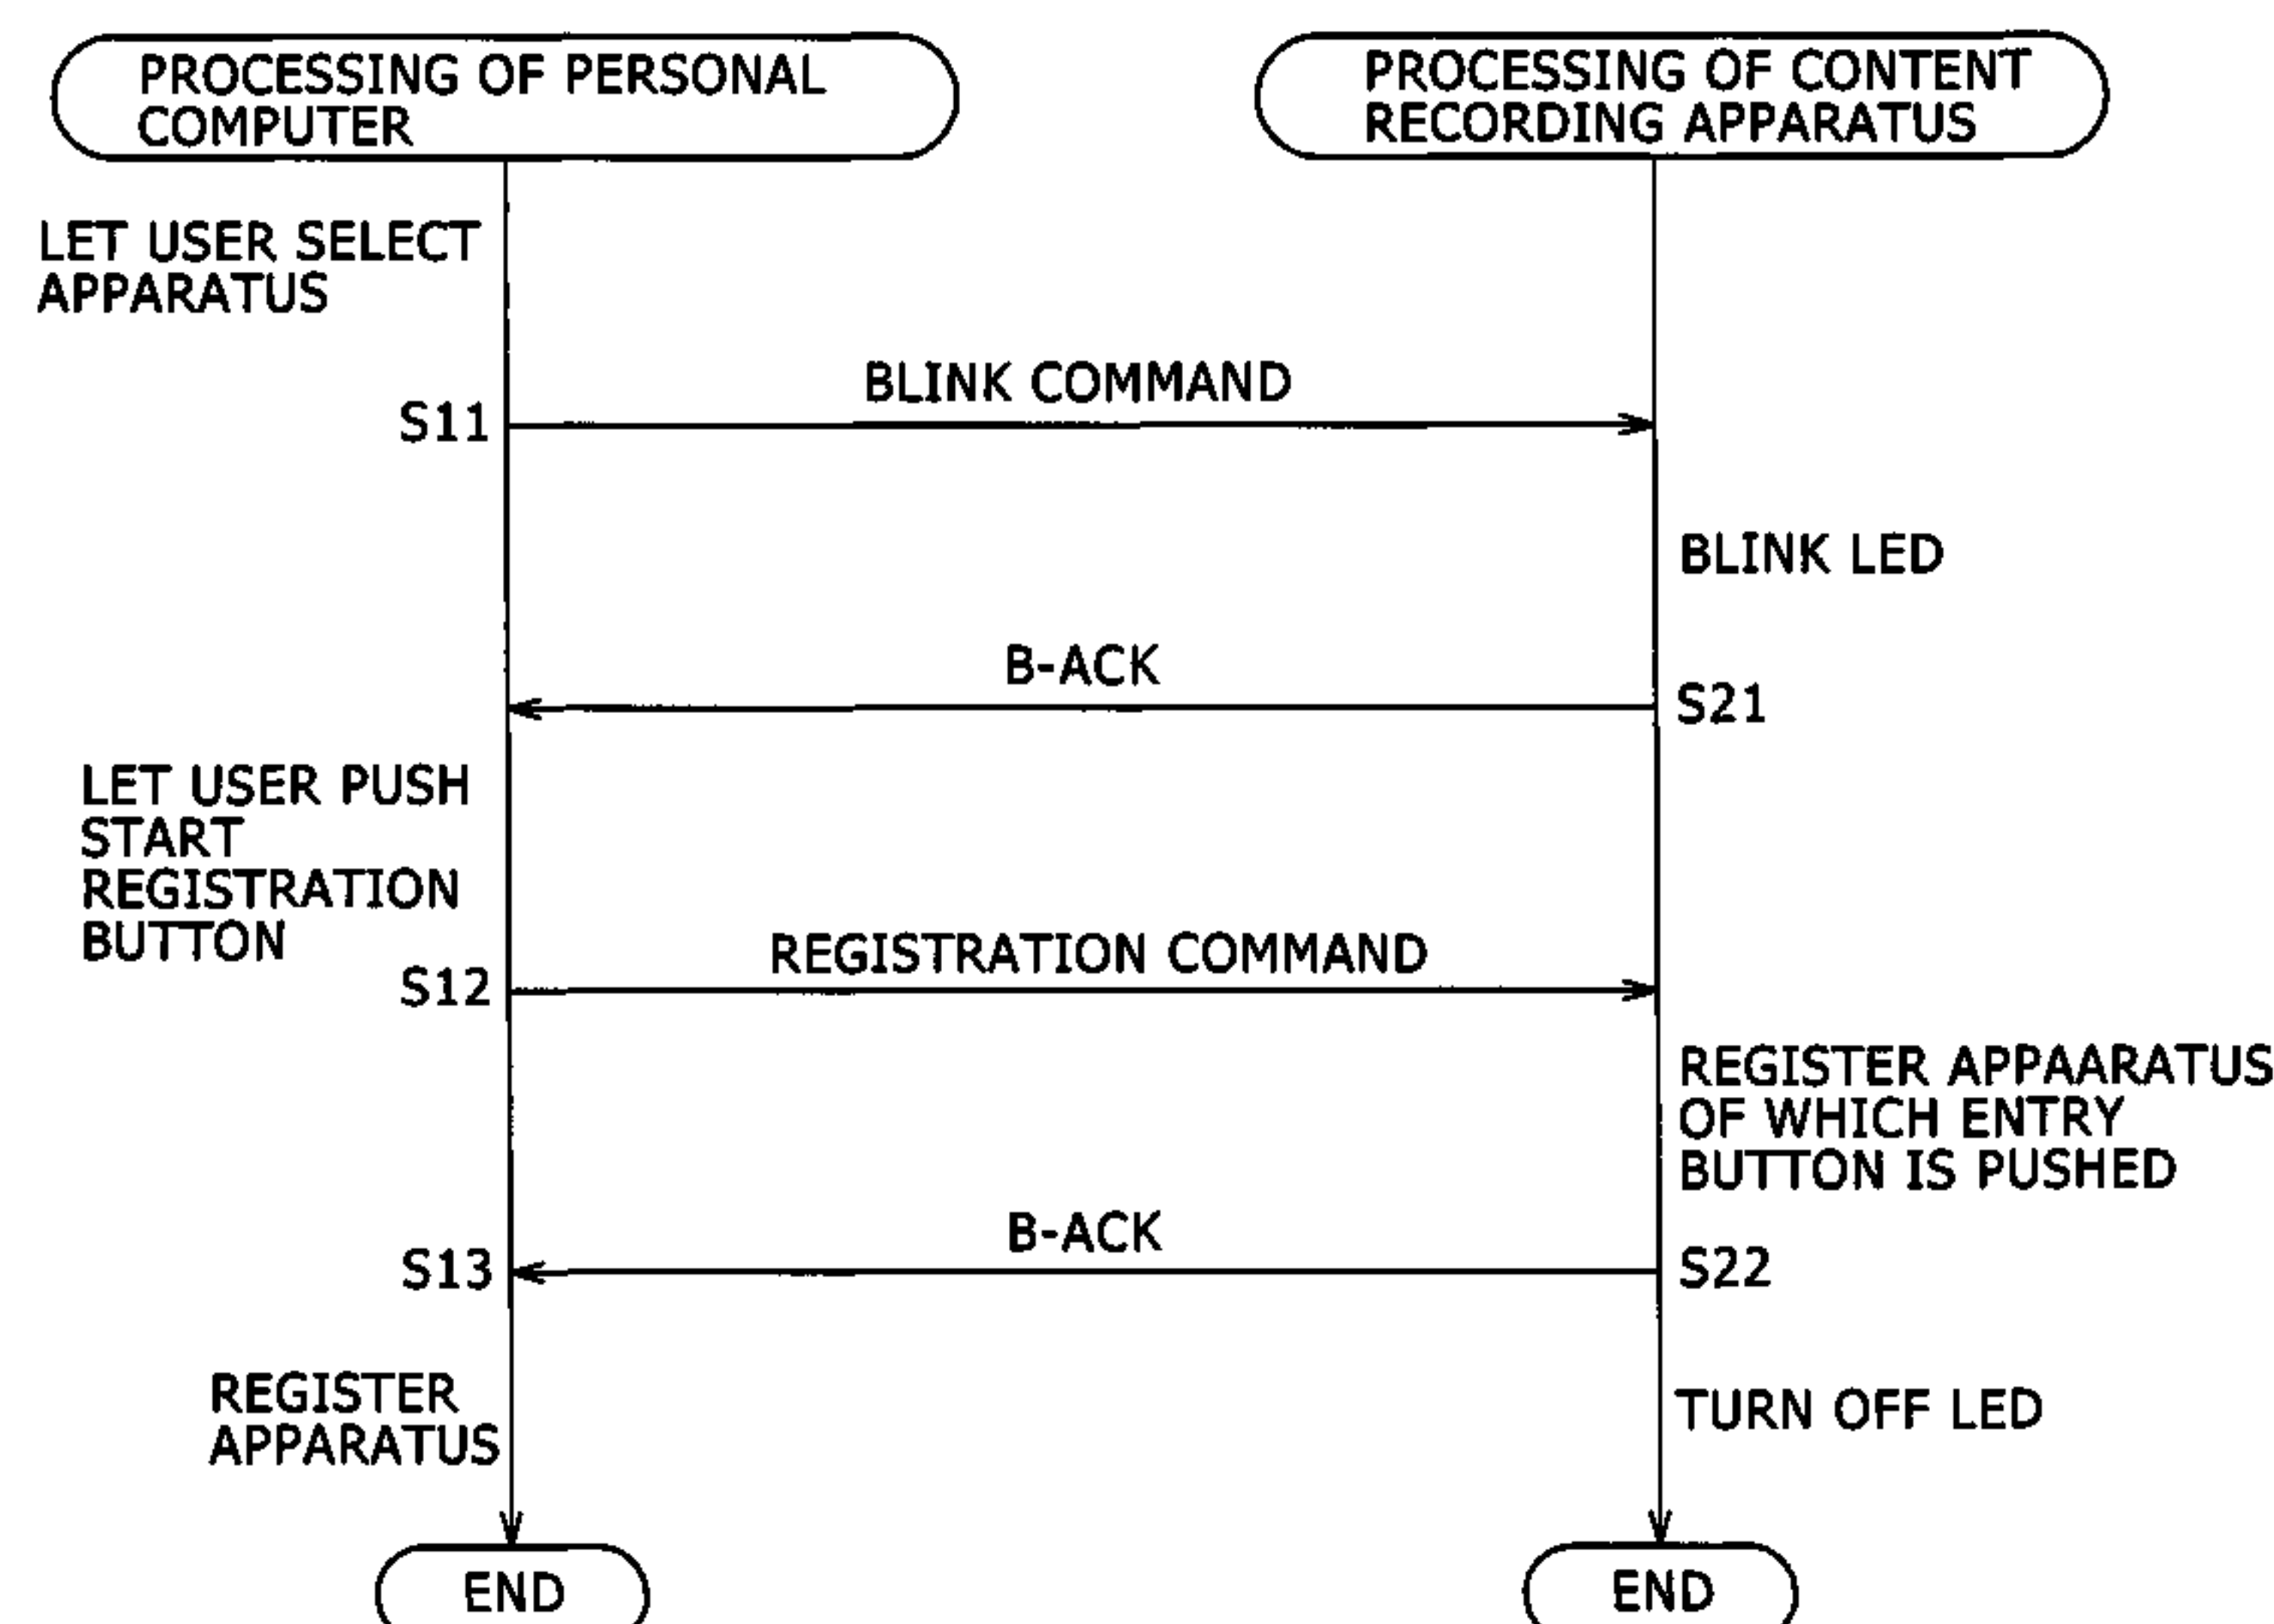 PROCESSING OF PERSONAL
COMPUTER
PROCESSING OF CONTENT
RECORDING APPARATUS
LET USER SELECT
APPARATUS
BLINK COMMAND
S11
BLINK LED
B-ACK
S21
LET USER PUSH
START
REGISTRATION
BUTTON
REGISTRATION COMMAND
S12
REGISTER APPAARATUS
OF WHICH ENTRY
BUTTON IS PUSHED
B-ACK
S13
S22
REGISTER
APPARATUS
TURN OFF LED
END
END